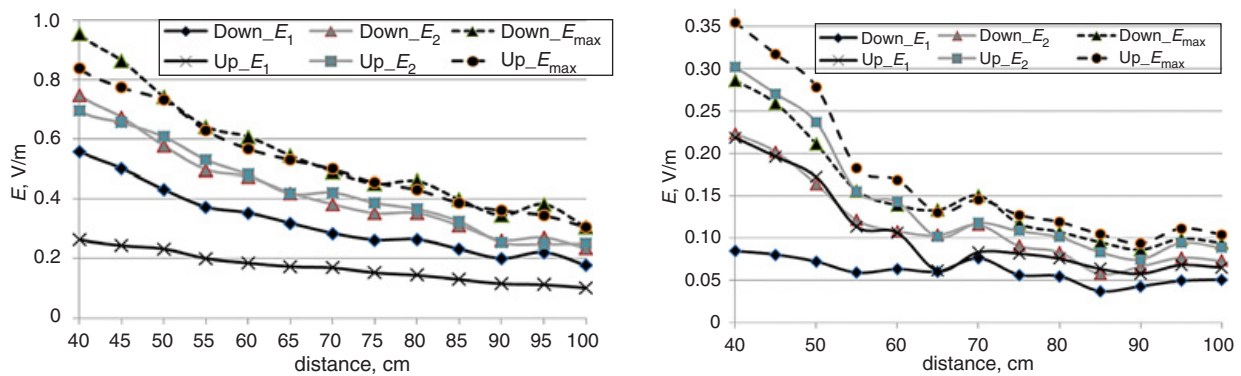 1.0
0.8
0.6
0.4
0.2
0
E, V/m
Down_E₁ Down_E₂ Down_Eₘₐₓ
Up_E₁ Up_E₂ Up_Eₘₐₓ
40 45 50 55 60 65 70 75 80 85 90 95 100
distance, cm
0.35
0.30
0.25
0.20
0.15
0.10
0.05
0
E, V/m
Down_E₁ Down_E₂ Down_Eₘₐₓ
Up_E₁ Up_E₂ Up_Eₘₐₓ
40 50 60 70 80 90 100
distance, cm